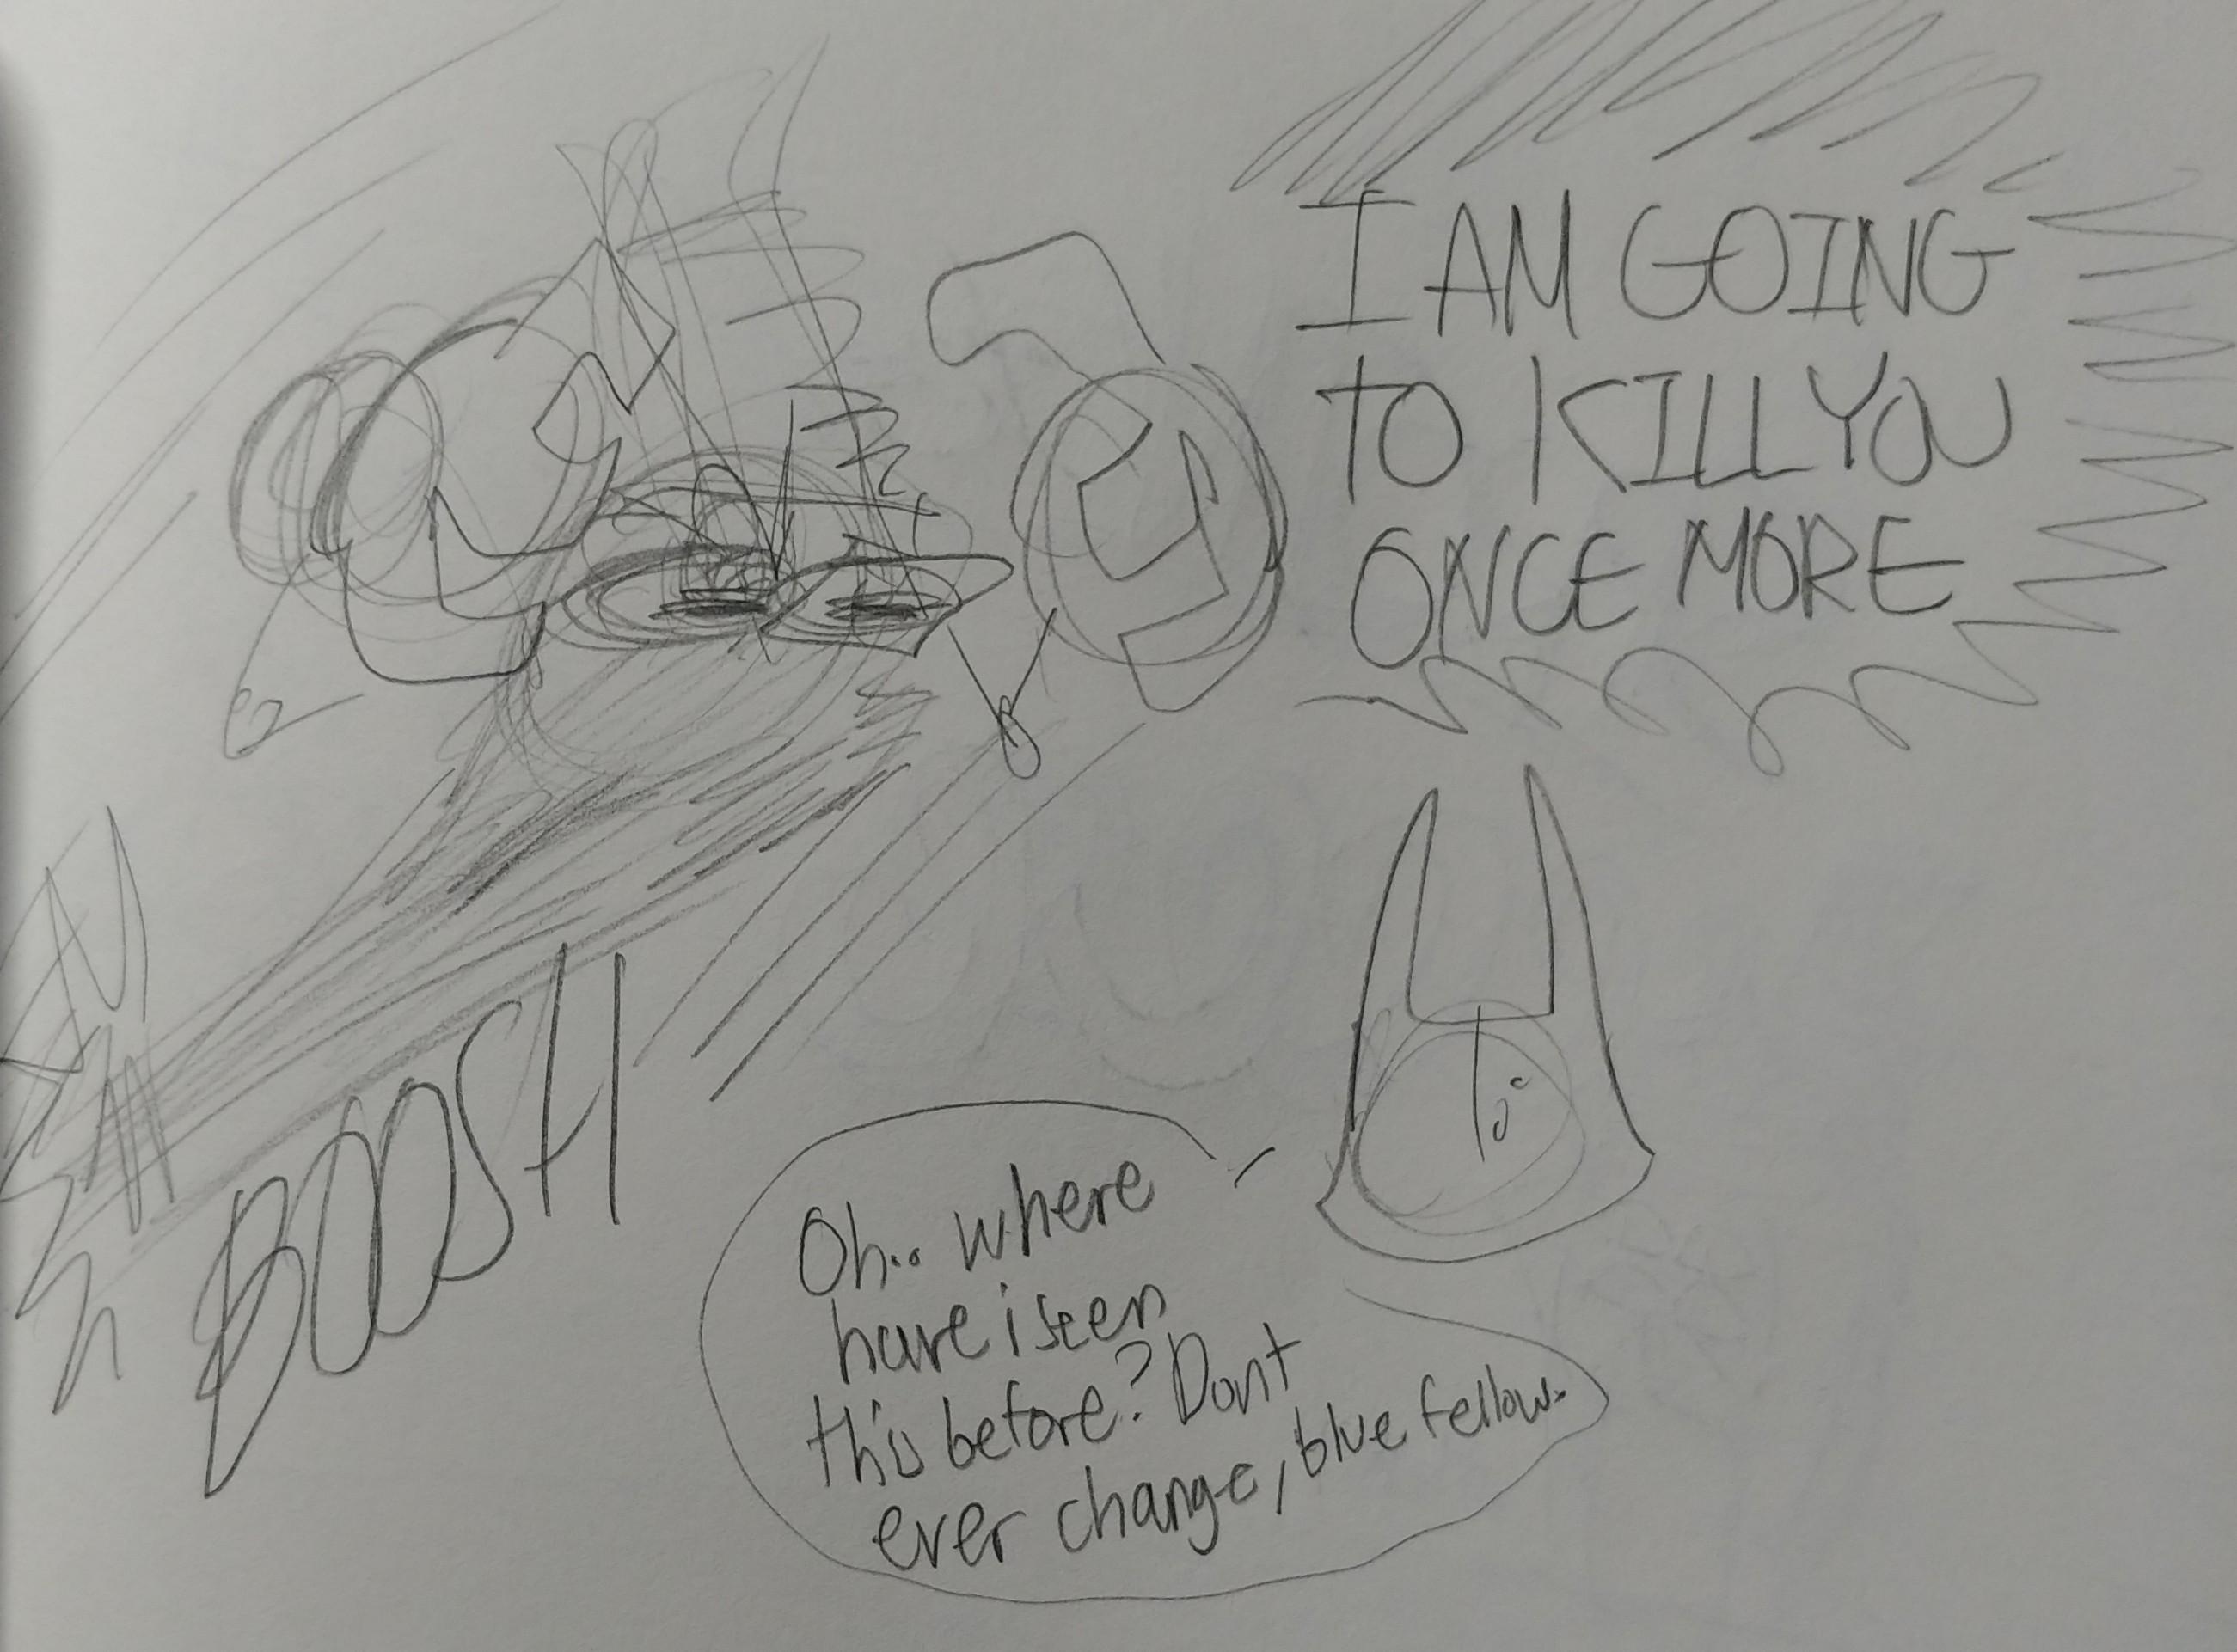 I AM GOING
TO KILL YOU
ONCE MORE
BOOSH
Oh.. where
have i seen
this before? Dont
ever change, blue fellow.